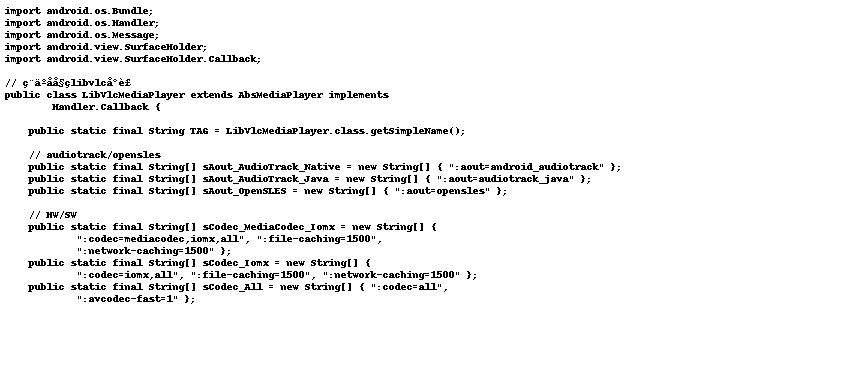 import android.os.Bundle;
import android.os.Handler;
import android.os.Message;
import android.view.SurfaceHolder;
import android.view.SurfaceHolder.Callback;
// ç¨äºåå§çlibvlcå°è£
public class LibVlcMediaPlayer extends AbsMediaPlayer implements
Handler.Callback {
public static final String TAG = LibVlcMediaPlayer.class.getSimpleName();
// audiotrack/opensles
public static final String[] sAout_AudioTrack_Native = new String[] { ":aout=android_audiotrack" };
public static final String[] sAout_AudioTrack_Java = new String[] { ":aout=audiotrack_java" };
public static final String[] sAout_OpenSLES = new String[] { ":aout=opensles" };
// HW/SW
public static final String[] sCodec_MediaCodec_Iomx = new String[] {
":codec=mediacodec,iomx,all", ":file-caching=1500",
":network-caching=1500" };
public static final String[] sCodec_Iomx = new String[] {
":codec=iomx,all", ":file-caching=1500", ":network-caching=1500" };
public static final String[] sCodec_All = new String[] { ":codec=all",
":avcodec-fast=1" };